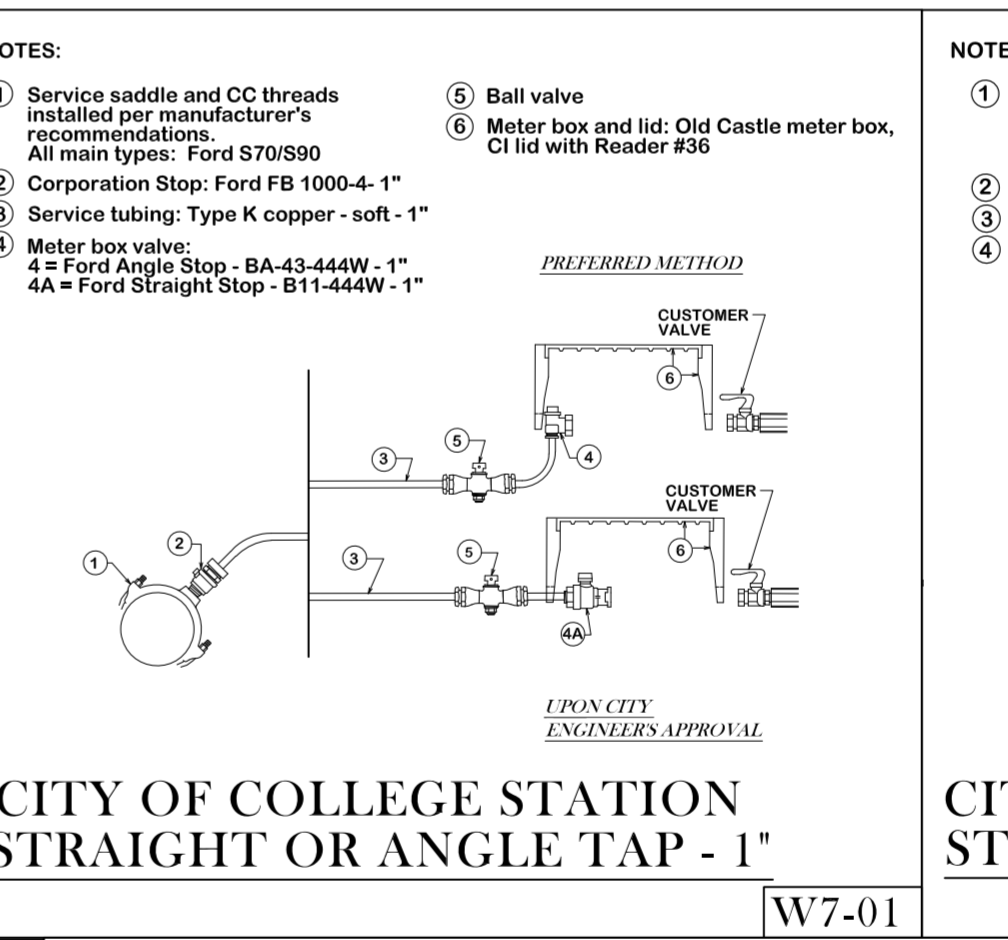 OTES:
1 Service saddle and CC threads
installed per manufacturer's
recommendations.
All main types: Ford S70/S90
2 Corporation Stop: Ford FB 1000-4- 1"
3 Service tubing: Type K copper - soft - 1"
4 Meter box valve:
4 = Ford Angle Stop - BA-43-444W - 1"
4A = Ford Straight Stop - B11-444W - 1"
5 Ball valve
6 Meter box and lid: Old Castle meter box,
CI lid with Reader #36
PREFERRED METHOD
CUSTOMER
VALVE
6
5
3
4
CUSTOMER
VALVE
2
1
3
5
6
4A
UPON CITY
ENGINEER'S APPROVAL
CITY OF COLLEGE STATION
STRAIGHT OR ANGLE TAP - 1"
W7-01
NOTE
1
2
3
4
CI
ST